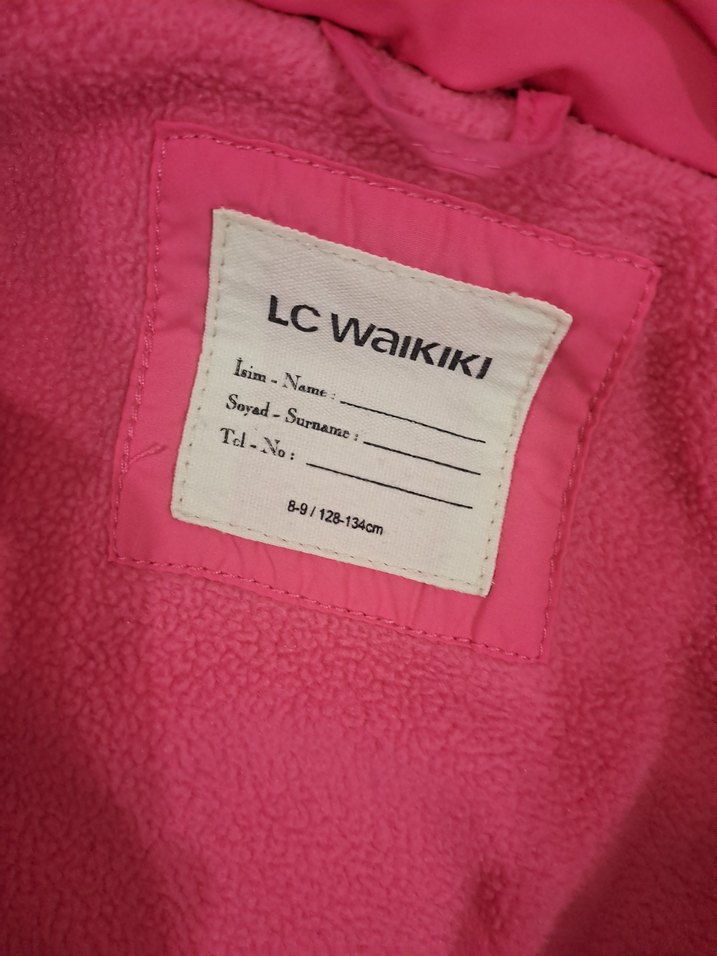 LC WAIKIKI
İsim - Name :
Soyad - Surname :
Tel - No :
8-9 / 128-134cm